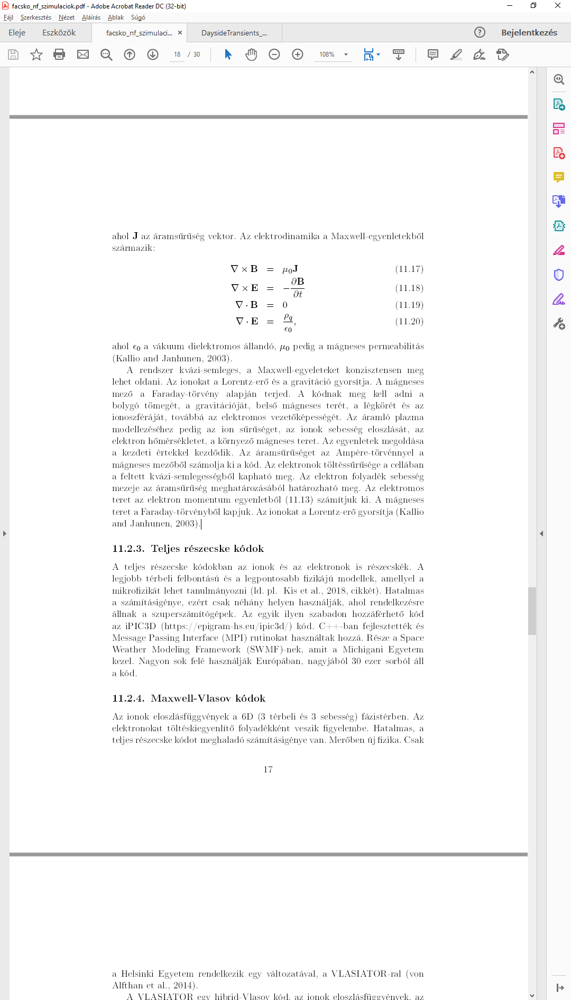 facsko_nf_szimulaciok.pdf - Adobe Acrobat Reader DC (32-bit)
Fájl Szerkesztés Nézet Aláírás Ablak Súgó
Eleje Eszközök facsko_nf_szimulaci... × DaysideTransients_... ? Bejelentkezés
18 / 30 108%
ahol J az áramsűrűség vektor. Az elektrodinamika a Maxwell-egyenletekből
származik:
∇ × B = μ₀J (11.17)
∇ × E = −∂B/∂t (11.18)
∇ · B = 0 (11.19)
∇ · E = ρq/ϵ₀, (11.20)
ahol ϵ₀ a vákuum dielektromos állandó, μ₀ pedig a mágneses permeabilitás
(Kallio and Janhunen, 2003).
A rendszer kvázi-semleges, a Maxwell-egyeleteket konzisztensen meg
lehet oldani. Az ionokat a Lorentz-erő és a gravitáció gyorsítja. A mágneses
mező a Faraday-törvény alapján terjed. A kódnak meg kell adni a
bolygó tömegét, a gravitációját, belső mágneses terét, a légkörét és az
ionoszféráját, továbbá az elektromos vezetőképességét. Az áramló plazma
modellezéséhez pedig az ion sűrűséget, az ionok sebesség eloszlását, az
elektron hőmérsékletet, a környező mágneses teret. Az egyenletek megoldása
a kezdeti értekkel kezdődik. Az áramsűrűséget az Ampère-törvénnyel a
mágneses mezőből számolja ki a kód. Az elektronok töltéssűrűsége a cellában
a feltett kvázi-semlegességből kapható meg. Az elektron folyadék sebesség
mezeje az áramsűrűség meghatározásából határozható meg. Az elektromos
teret az elektron momentum egyenletből (11.13) számítjuk ki. A mágneses
teret a Faraday-törvényből kapjuk. Az ionokat a Lorentz-erő gyorsítja (Kallio
and Janhunen, 2003).
11.2.3. Teljes részecske kódok
A teljes részecske kódokban az ionok és az elektronok is részecskék. A
legjobb térbeli felbontású és a legpontosabb fizikájú modellek, amellyel a
mikrofizikát lehet tanulmányozni (ld. pl. Kis et al., 2018, cikkét). Hatalmas
a számításigénye, ezért csak néhány helyen használják, ahol rendelkezésre
állnak a szuperszámítógépek. Az egyik ilyen szabadon hozzáférhető kód
az iPIC3D (https://epigram-hs.eu/ipic3d/) kód. C++-ban fejlesztették és
Message Passing Interface (MPI) rutinokat használtak hozzá. Része a Space
Weather Modeling Framework (SWMF)-nek, amit a Michigani Egyetem
kezel. Nagyon sok felé használják Európában, nagyjából 30 ezer sorból áll
a kód.
11.2.4. Maxwell-Vlasov kódok
Az ionok eloszlásfüggvények a 6D (3 térbeli és 3 sebesség) fázistérben. Az
elektronokat töltéskiegyenlítő folyadékként veszik figyelembe. Hatalmas, a
teljes részecske kódot meghaladó számításigénye van. Merőben új fizika. Csak
17
a Helsinki Egyetem rendelkezik egy változatával, a VLASIATOR-ral (von
Alfthan et al., 2014).
A VLASIATOR egy hibrid-Vlasov kód, az ionok eloszlásfüggvények, az